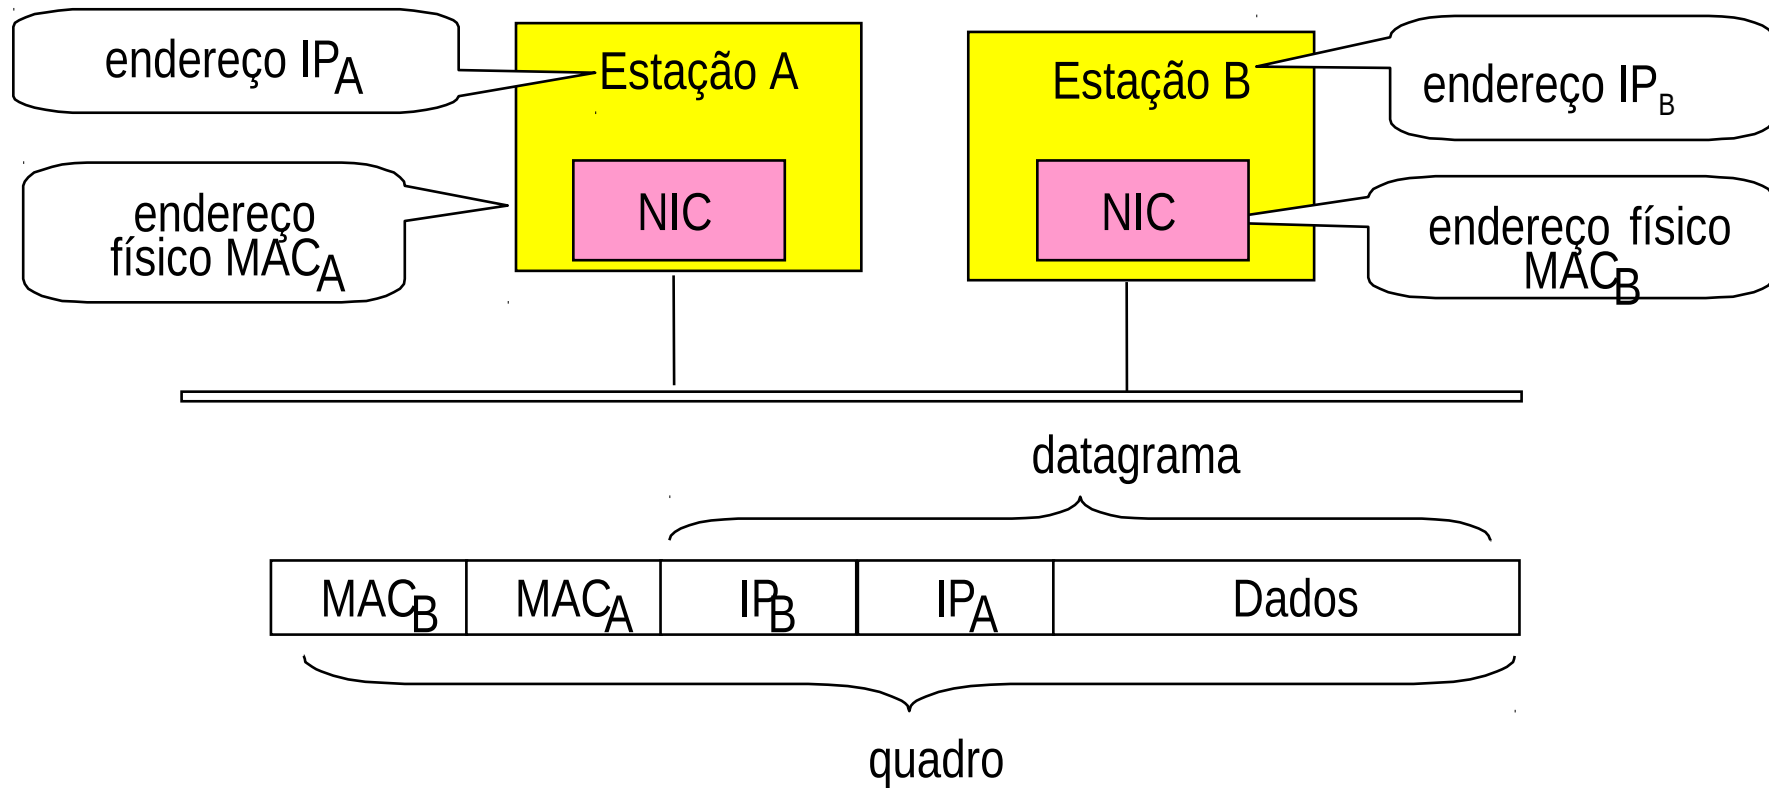 endereço IPA
Estação A
Estação B
endereço IPB
endereço
físico MACA
NIC
NIC
endereço físico
MACB
datagrama
MACB
MACA
IPB
IPA
Dados
quadro